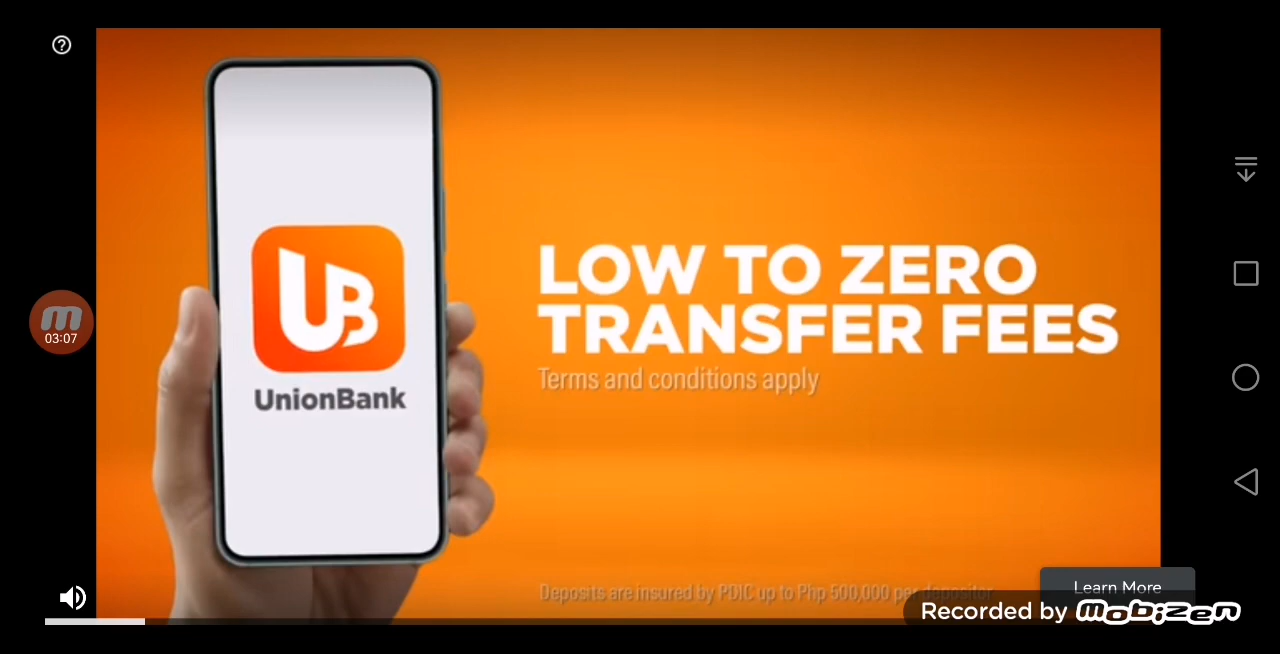 LOW TO ZERO
TRANSFER FEES
Terms and conditions apply
UB
UnionBank
m
03:07
Deposits are insured by PDIC up to Php 500,000 per depositor
Learn More
Recorded by mobizen